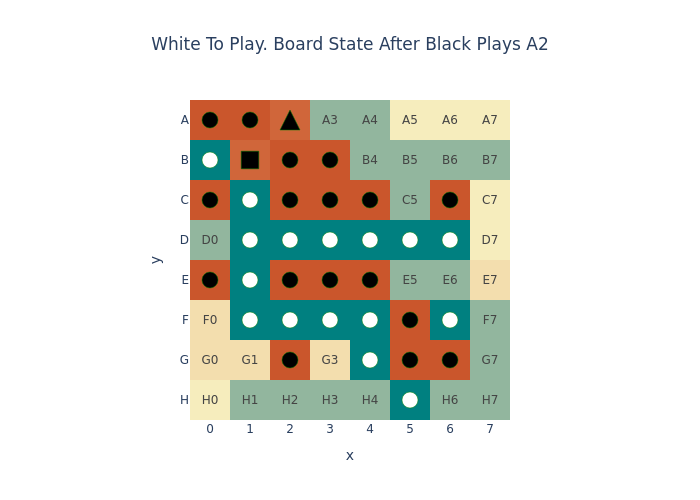 White To Play. Board State After Black Plays A2
A A3 A4 A5 A6 A7
B B4 B5 B6 B7
C C5 C7
D D0 D7
E E5 E6 E7
F F0 F7
G G0 G1 G3 G7
H H0 H1 H2 H3 H4 H6 H7
0 1 2 3 4 5 6 7
x
y